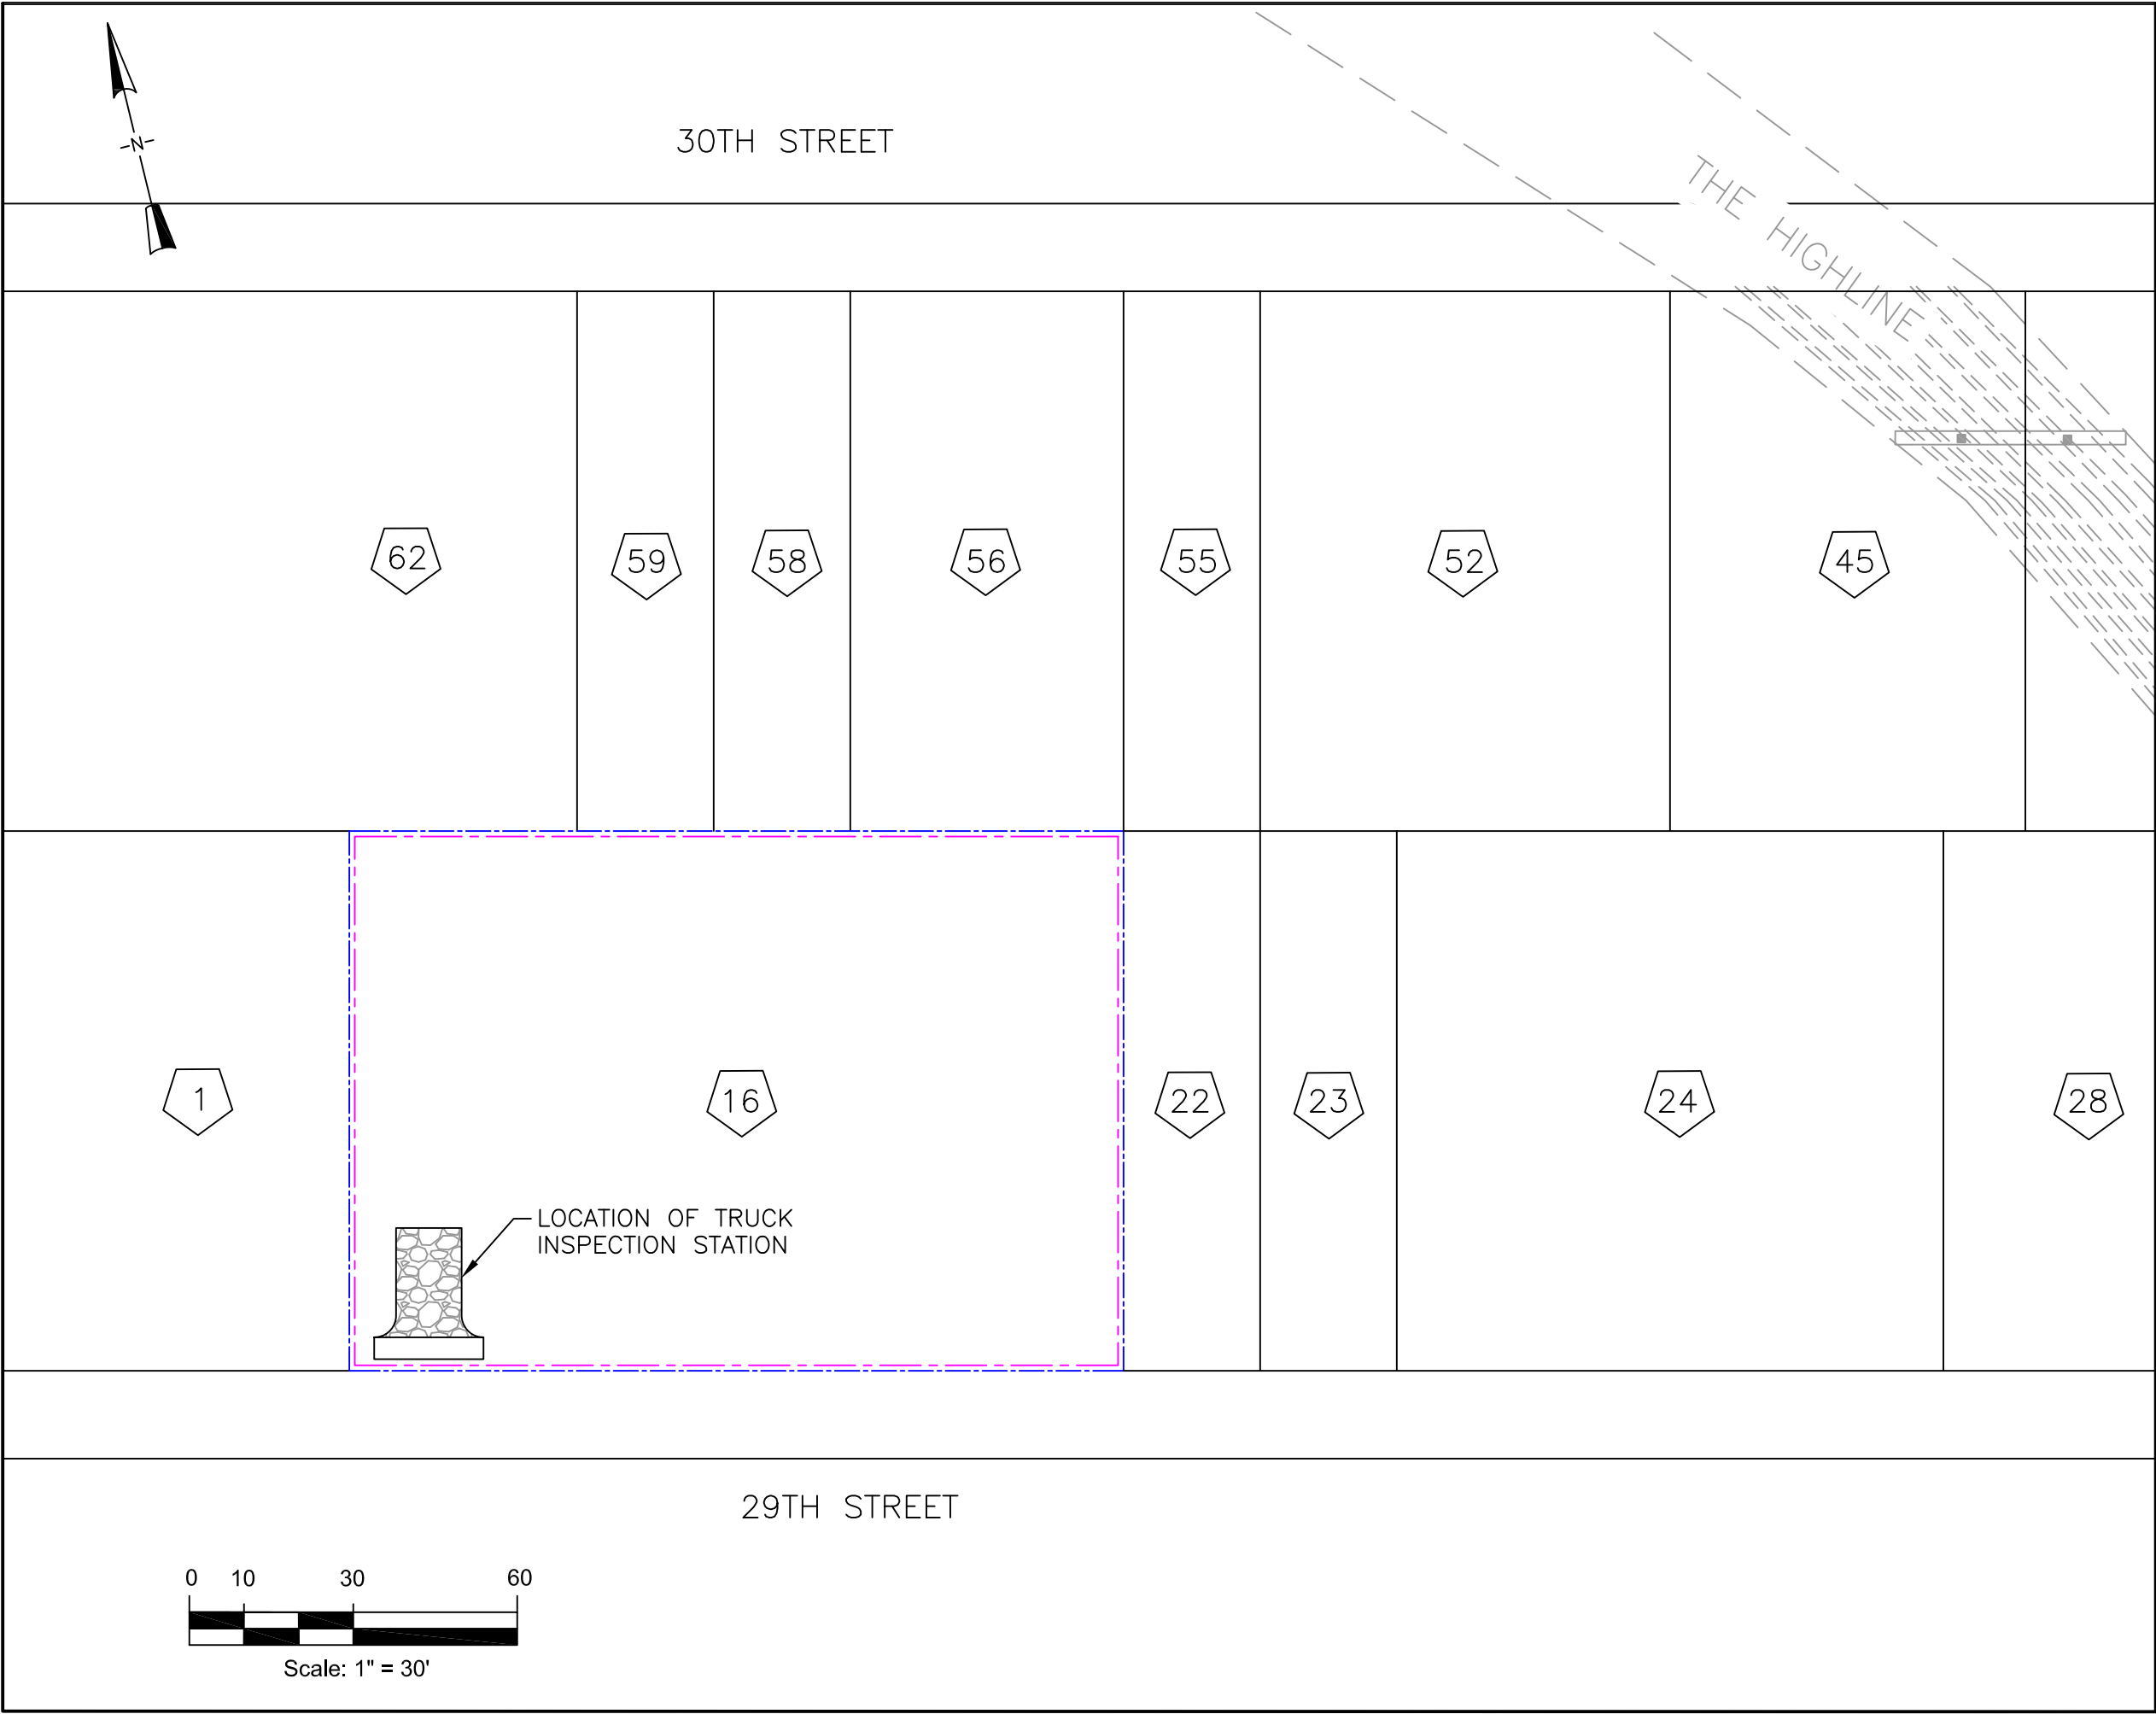 N
30TH STREET
THE HIGHLINE
62
59
58
56
55
52
45
1
16
22
23
24
28
LOCATION OF TRUCK
INSPECTION STATION
29TH STREET
0 10 30 60
Scale: 1" = 30'